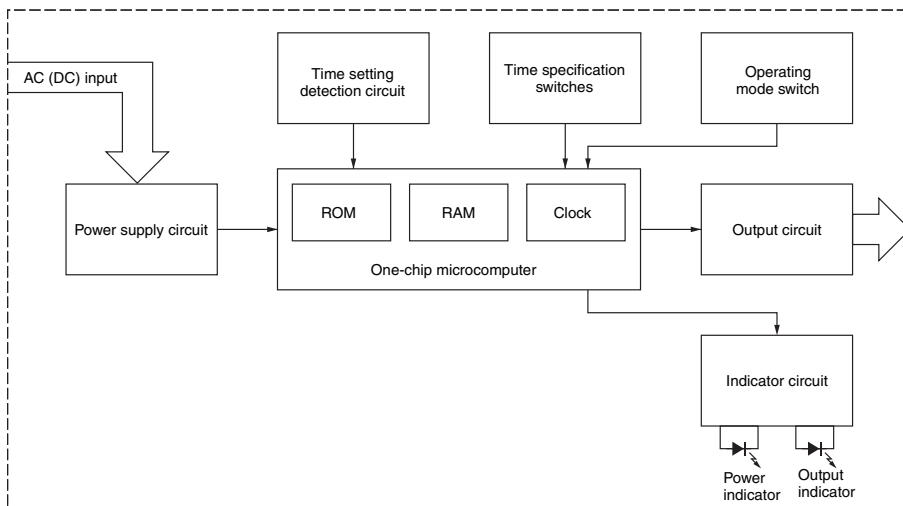 AC (DC) input
Time setting
detection circuit
Time specification
switches
Operating
mode switch
Power supply circuit
ROM
RAM
Clock
One-chip microcomputer
Output circuit
Indicator circuit
Power
indicator
Output
indicator